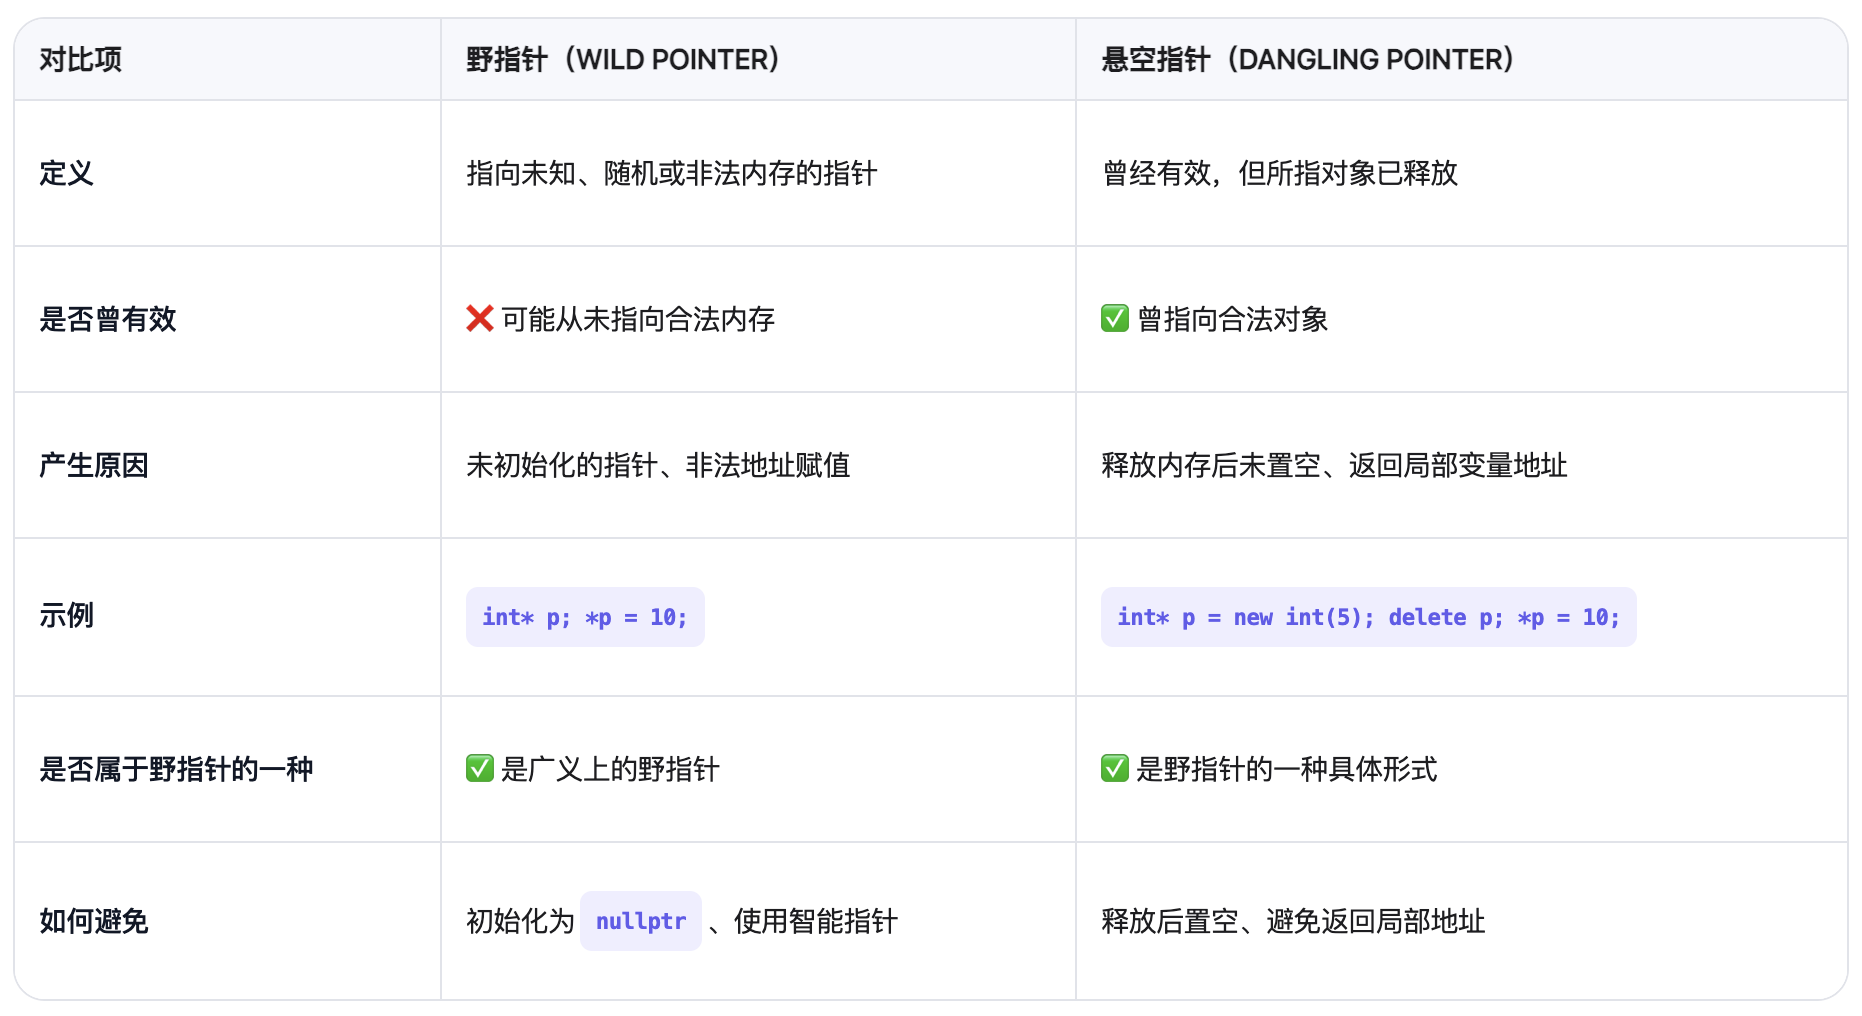 对比项
野指针（WILD POINTER）
悬空指针（DANGLING POINTER）
定义
指向未知、随机或非法内存的指针
曾经有效，但所指对象已释放
是否曾有效
❌ 可能从未指向合法内存
✅ 曾指向合法对象
产生原因
未初始化的指针、非法地址赋值
释放内存后未置空、返回局部变量地址
示例
int* p; *p = 10;
int* p = new int(5); delete p; *p = 10;
是否属于野指针的一种
✅ 是广义上的野指针
✅ 是野指针的一种具体形式
如何避免
初始化为 nullptr 、使用智能指针
释放后置空、避免返回局部地址